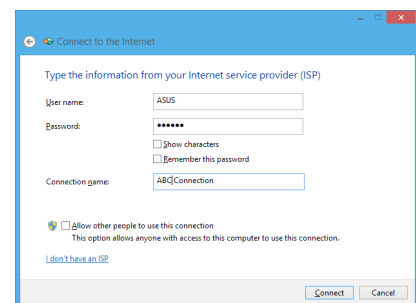 Connect to the Internet
Type the information from your Internet service provider (ISP)
User name: ASUS
Password: ••••••
Show characters
Remember this password
Connection name: ABC Connection
Allow other people to use this connection
This option allows anyone with access to this computer to use this connection.
I don't have an ISP
Connect Cancel